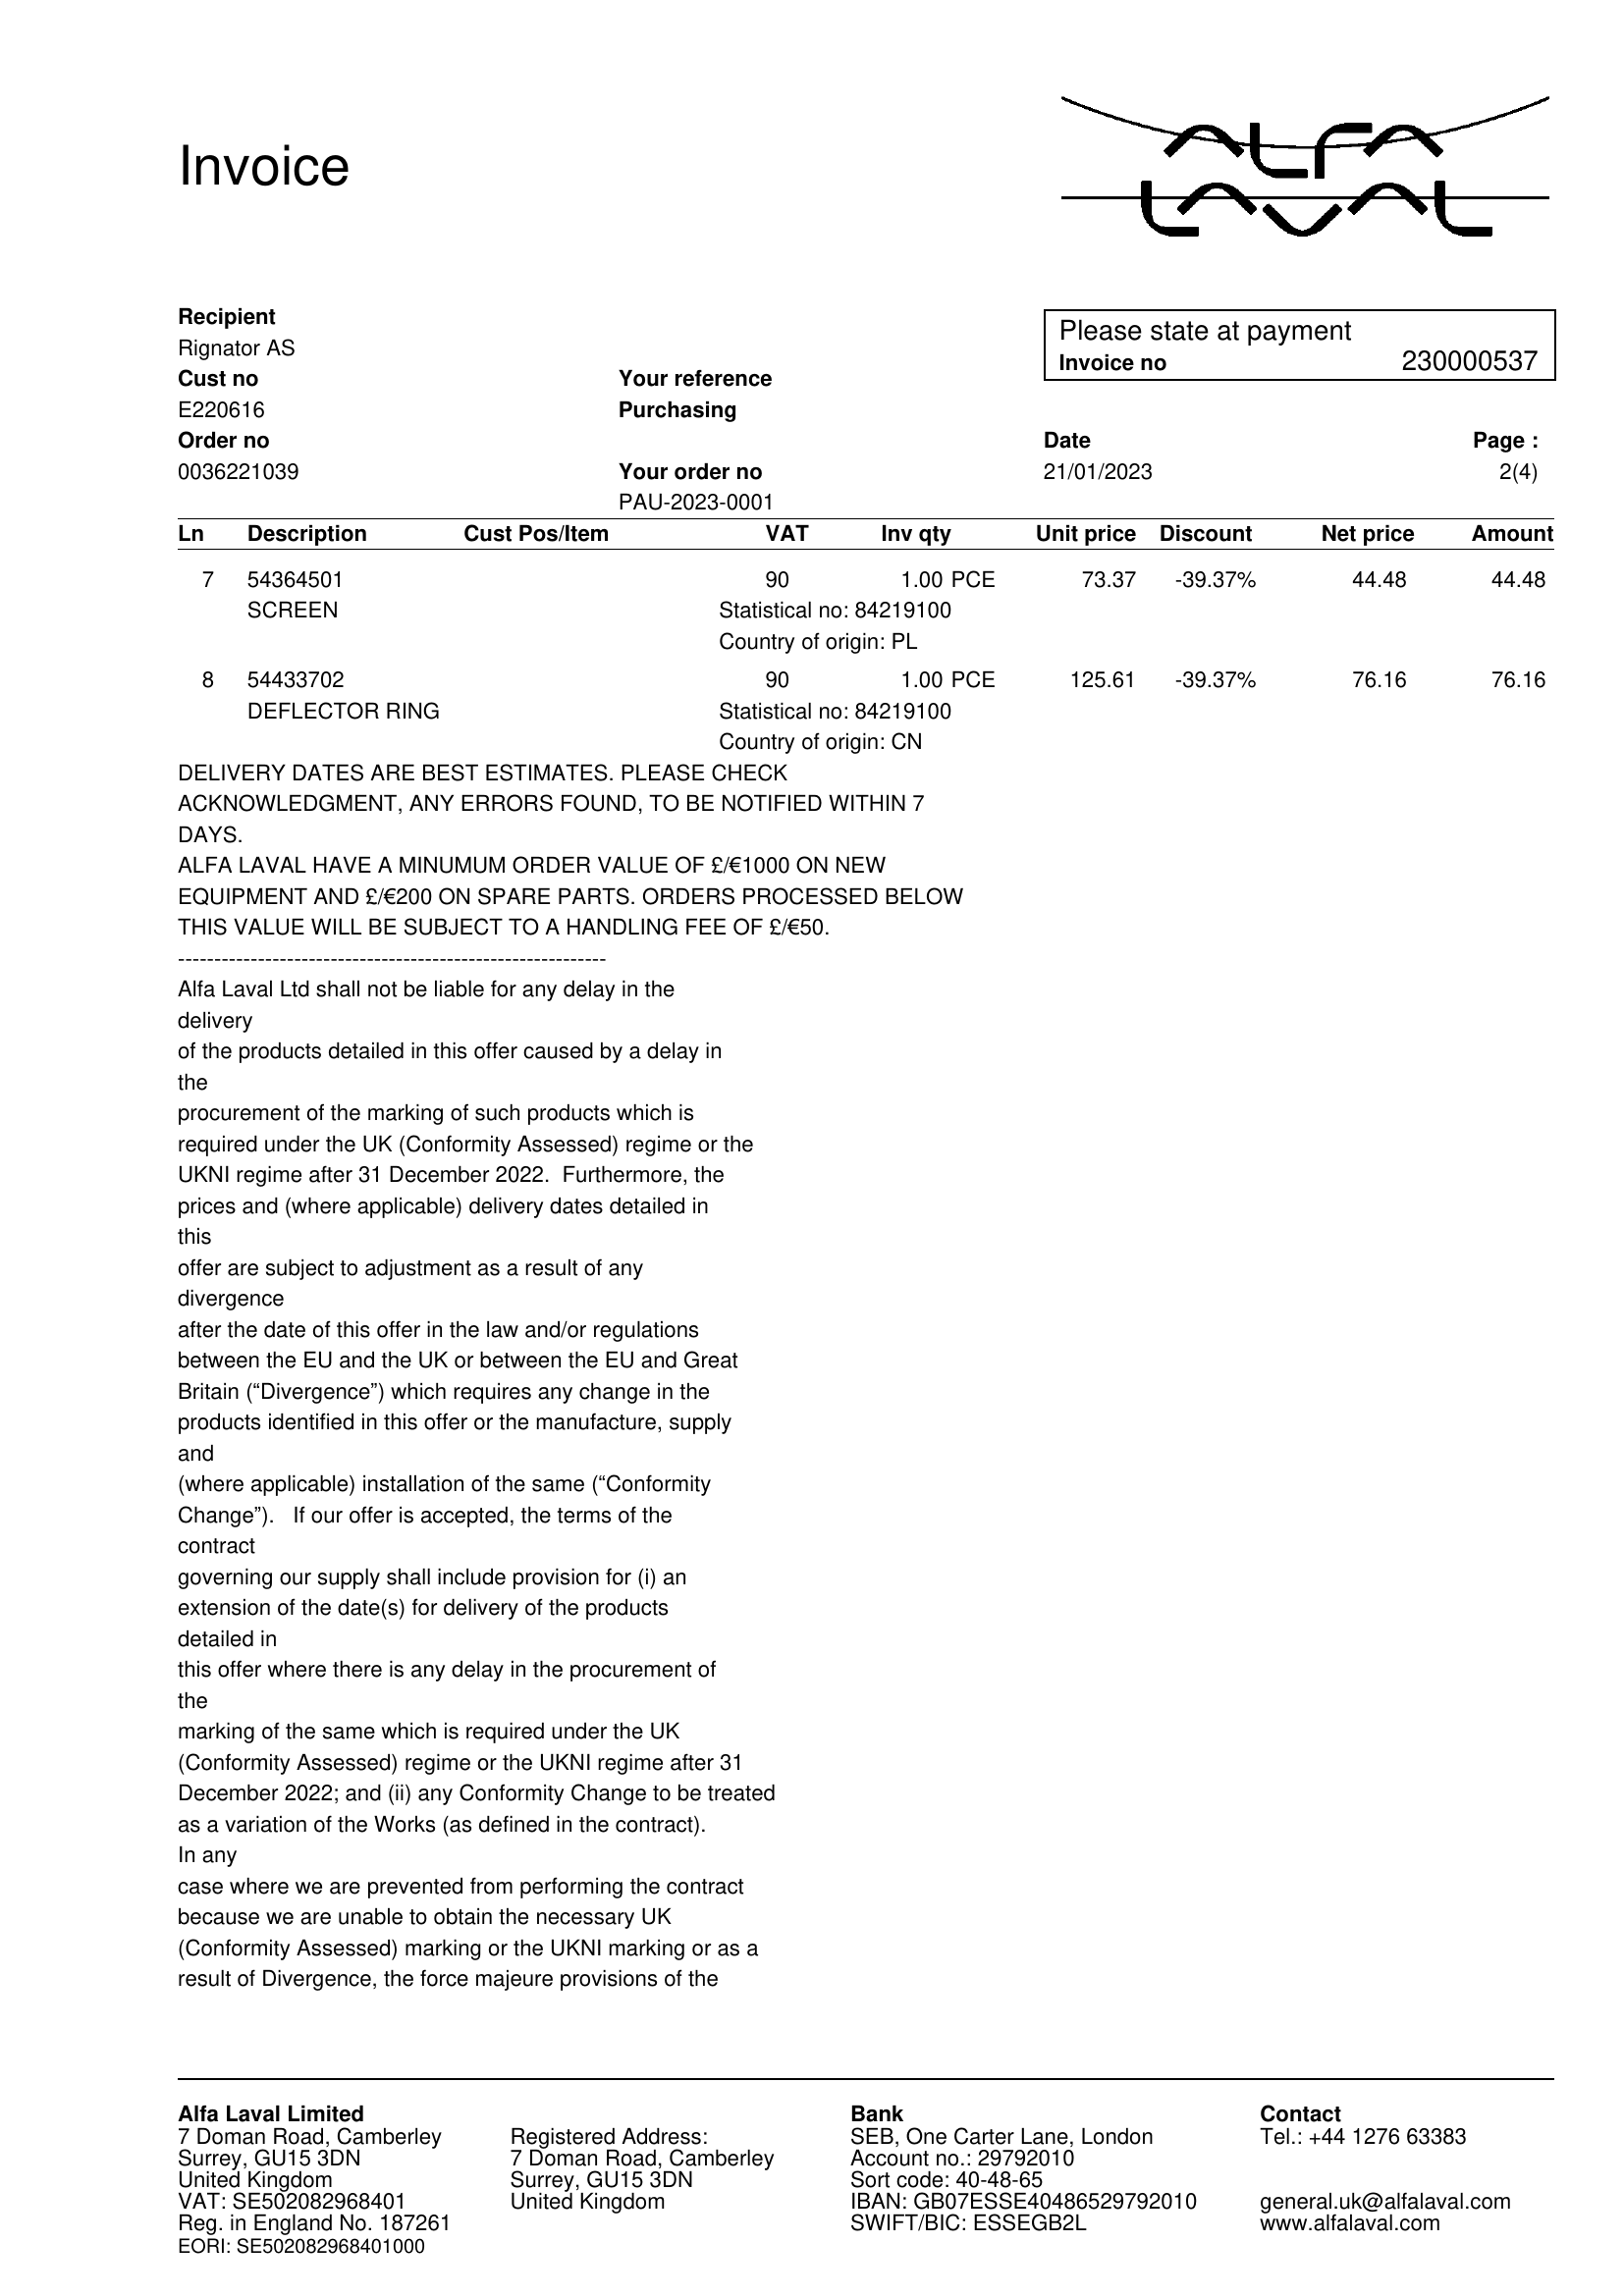 Invoice
ALFA
LAVAL
Recipient
Rignator AS
Please state at payment
Invoice no 230000537
Cust no Your reference
E220616 Purchasing
Order no Date Page :
0036221039 Your order no 21/01/2023 2(4)
PAU-2023-0001
Ln Description Cust Pos/Item VAT Inv qty Unit price Discount Net price Amount
7 54364501 90 1.00 PCE 73.37 -39.37% 44.48 44.48
SCREEN Statistical no: 84219100
Country of origin: PL
8 54433702 90 1.00 PCE 125.61 -39.37% 76.16 76.16
DEFLECTOR RING Statistical no: 84219100
Country of origin: CN
DELIVERY DATES ARE BEST ESTIMATES. PLEASE CHECK
ACKNOWLEDGMENT, ANY ERRORS FOUND, TO BE NOTIFIED WITHIN 7
DAYS.
ALFA LAVAL HAVE A MINUMUM ORDER VALUE OF £/€1000 ON NEW
EQUIPMENT AND £/€200 ON SPARE PARTS. ORDERS PROCESSED BELOW
THIS VALUE WILL BE SUBJECT TO A HANDLING FEE OF £/€50.
-----------------------------------------------------------
Alfa Laval Ltd shall not be liable for any delay in the
delivery
of the products detailed in this offer caused by a delay in
the
procurement of the marking of such products which is
required under the UK (Conformity Assessed) regime or the
UKNI regime after 31 December 2022.  Furthermore, the
prices and (where applicable) delivery dates detailed in
this
offer are subject to adjustment as a result of any
divergence
after the date of this offer in the law and/or regulations
between the EU and the UK or between the EU and Great
Britain (“Divergence”) which requires any change in the
products identified in this offer or the manufacture, supply
and
(where applicable) installation of the same (“Conformity
Change”).   If our offer is accepted, the terms of the
contract
governing our supply shall include provision for (i) an
extension of the date(s) for delivery of the products
detailed in
this offer where there is any delay in the procurement of
the
marking of the same which is required under the UK
(Conformity Assessed) regime or the UKNI regime after 31
December 2022; and (ii) any Conformity Change to be treated
as a variation of the Works (as defined in the contract).
In any
case where we are prevented from performing the contract
because we are unable to obtain the necessary UK
(Conformity Assessed) marking or the UKNI marking or as a
result of Divergence, the force majeure provisions of the
Alfa Laval Limited
7 Doman Road, Camberley
Surrey, GU15 3DN
United Kingdom
VAT: SE502082968401
Reg. in England No. 187261
EORI: SE502082968401000
Registered Address:
7 Doman Road, Camberley
Surrey, GU15 3DN
United Kingdom
Bank
SEB, One Carter Lane, London
Account no.: 29792010
Sort code: 40-48-65
IBAN: GB07ESSE40486529792010
SWIFT/BIC: ESSEGB2L
Contact
Tel.: +44 1276 63383
general.uk@alfalaval.com
www.alfalaval.com